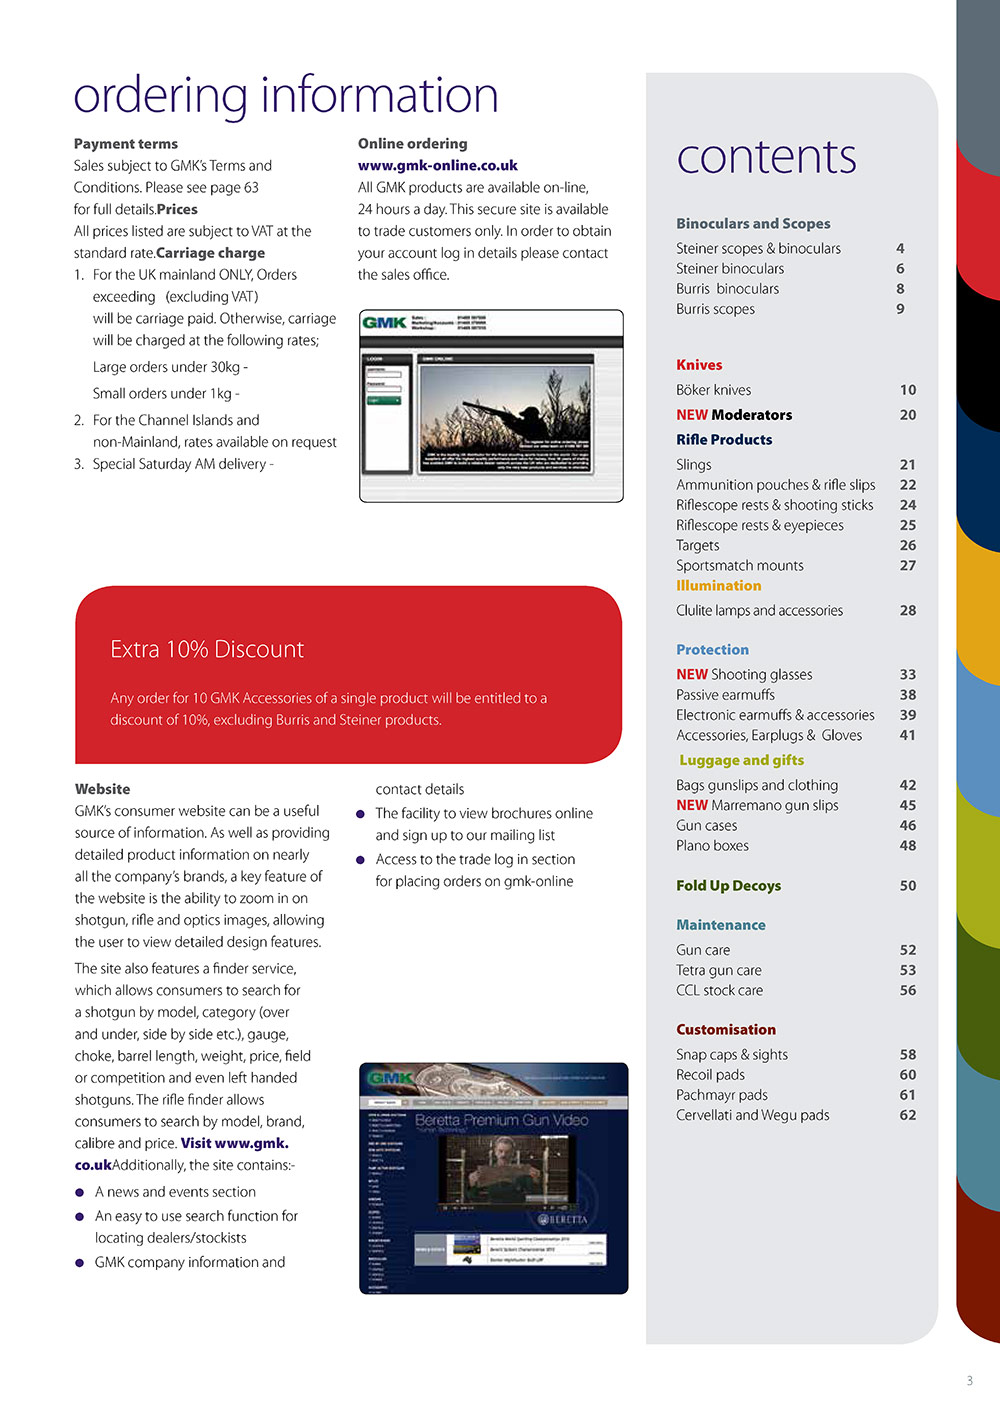 ordering information
Payment terms
Sales subject to GMK's Terms and
Conditions. Please see page 63
for full details.Prices
All prices listed are subject to VAT at the
standard rate.Carriage charge
1. For the UK mainland ONLY, Orders
exceeding (excluding VAT)
will be carriage paid. Otherwise, carriage
will be charged at the following rates;
Large orders under 30kg -
Small orders under 1kg -
2. For the Channel Islands and
non-Mainland, rates available on request
3. Special Saturday AM delivery -
Online ordering
www.gmk-online.co.uk
All GMK products are available on-line,
24 hours a day. This secure site is available
to trade customers only. In order to obtain
your account log in details please contact
the sales office.
GMK
LOGIN
GMK ONLINE
Extra 10% Discount
Any order for 10 GMK Accessories of a single product will be entitled to a
discount of 10%, excluding Burris and Steiner products.
Website
GMK's consumer website can be a useful
source of information. As well as providing
detailed product information on nearly
all the company's brands, a key feature of
the website is the ability to zoom in on
shotgun, rifle and optics images, allowing
the user to view detailed design features.
The site also features a finder service,
which allows consumers to search for
a shotgun by model, category (over
and under, side by side etc.), gauge,
choke, barrel length, weight, price, field
or competition and even left handed
shotguns. The rifle finder allows
consumers to search by model, brand,
calibre and price. Visit www.gmk.
co.ukAdditionally, the site contains:-
● A news and events section
● An easy to use search function for
locating dealers/stockists
● GMK company information and
contact details
● The facility to view brochures online
and sign up to our mailing list
● Access to the trade log in section
for placing orders on gmk-online
GMK
Beretta Premium Gun Video
BERETTA
contents
Binoculars and Scopes
Steiner scopes & binoculars 4
Steiner binoculars 6
Burris binoculars 8
Burris scopes 9
Knives
Böker knives 10
NEW Moderators 20
Rifle Products
Slings 21
Ammunition pouches & rifle slips 22
Riflescope rests & shooting sticks 24
Riflescope rests & eyepieces 25
Targets 26
Sportsmatch mounts 27
Illumination
Clulite lamps and accessories 28
Protection
NEW Shooting glasses 33
Passive earmuffs 38
Electronic earmuffs & accessories 39
Accessories, Earplugs & Gloves 41
Luggage and gifts
Bags gunslips and clothing 42
NEW Marremano gun slips 45
Gun cases 46
Plano boxes 48
Fold Up Decoys 50
Maintenance
Gun care 52
Tetra gun care 53
CCL stock care 56
Customisation
Snap caps & sights 58
Recoil pads 60
Pachmayr pads 61
Cervellati and Wegu pads 62
3